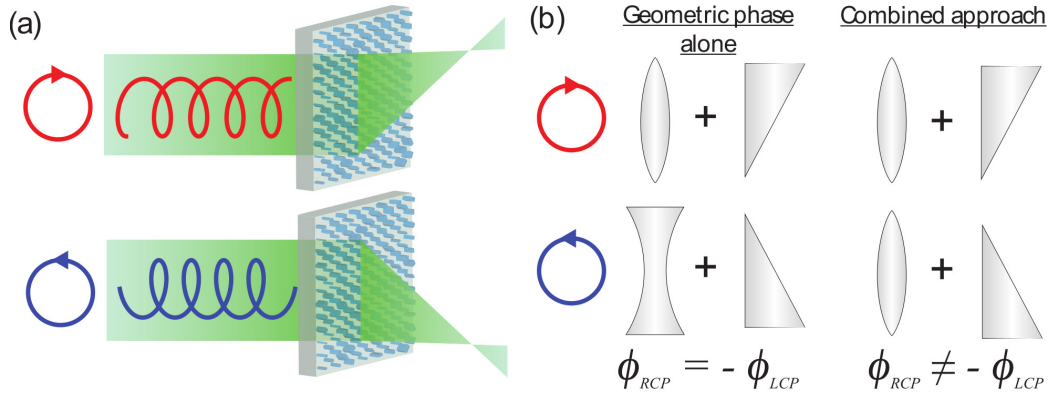 (a)
(b)
Geometric phase
alone
Combined approach
+
+
+
+
ϕRCP = - ϕLCP
ϕRCP ≠ - ϕLCP